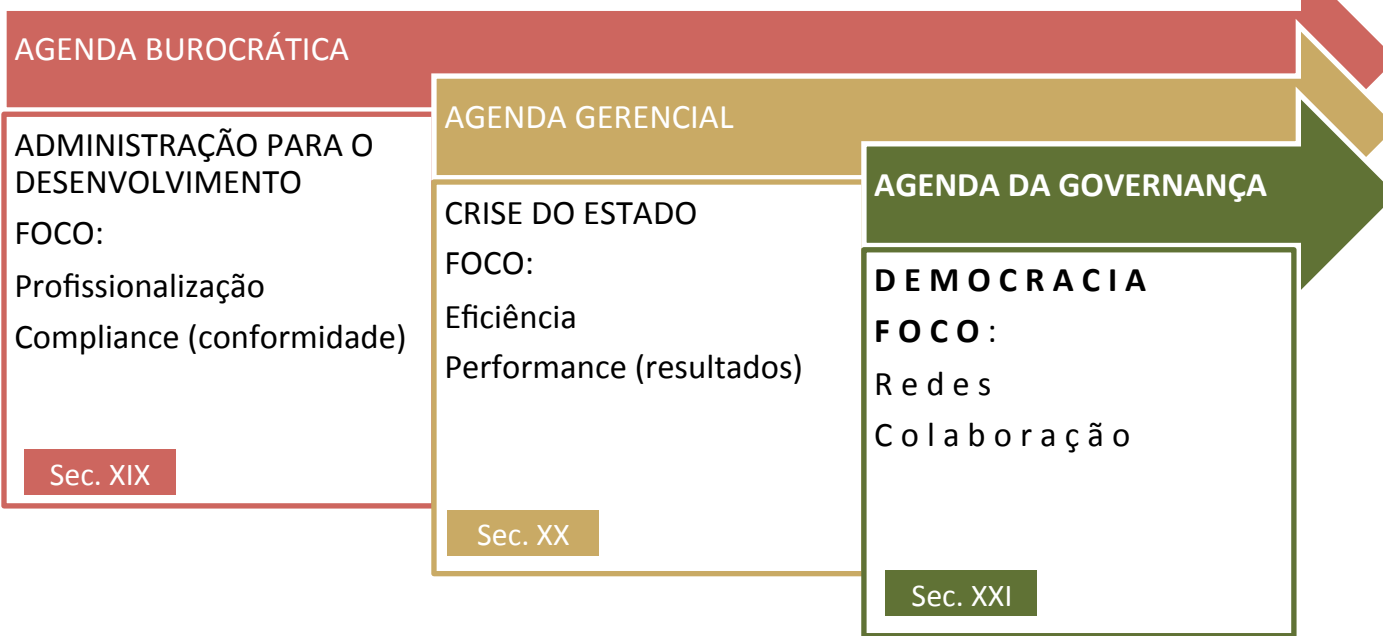 AGENDA BUROCRÁTICA
ADMINISTRAÇÃO PARA O
DESENVOLVIMENTO
FOCO:
Profissionalização
Compliance (conformidade)
Sec. XIX
AGENDA GERENCIAL
CRISE DO ESTADO
FOCO:
Eficiência
Performance (resultados)
Sec. XX
AGENDA DA GOVERNANÇA
DEMOCRACIA
FOCO:
Redes
Colaboração
Sec. XXI